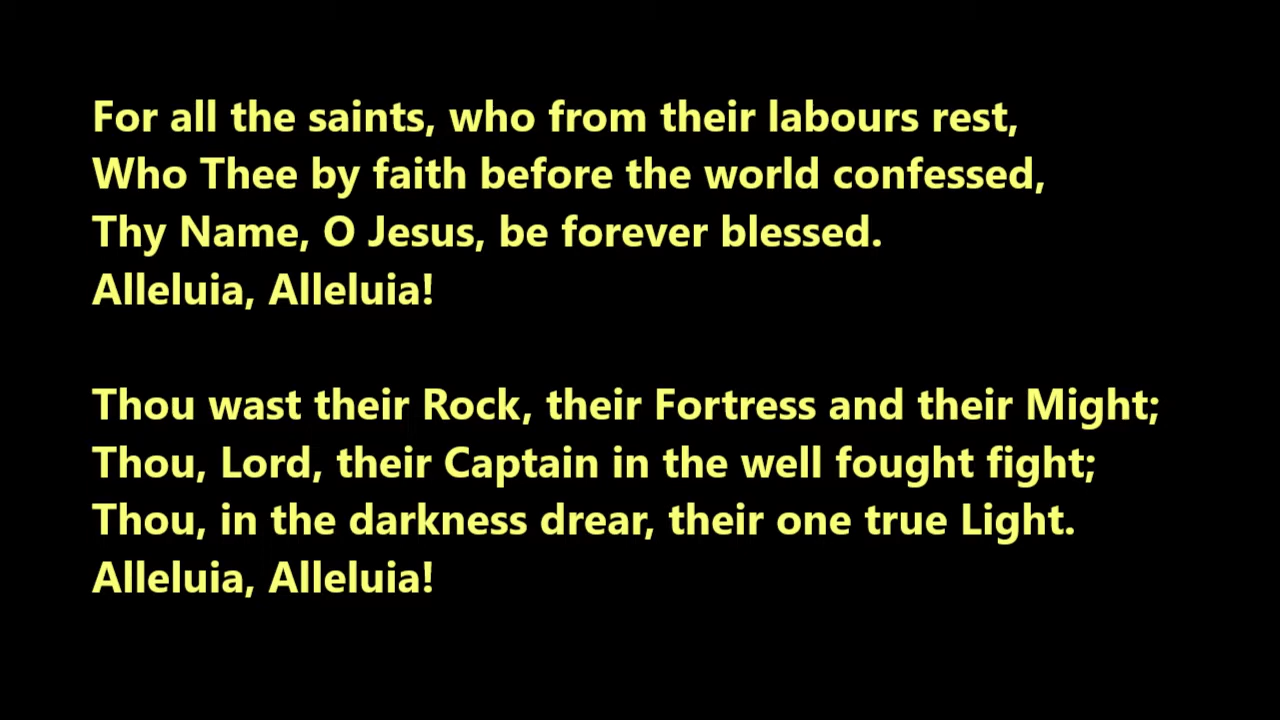 For all the saints, who from their labours rest,
Who Thee by faith before the world confessed,
Thy Name, O Jesus, be forever blessed.
Alleluia, Alleluia!
Thou wast their Rock, their Fortress and their Might;
Thou, Lord, their Captain in the well fought fight;
Thou, in the darkness drear, their one true Light.
Alleluia, Alleluia!